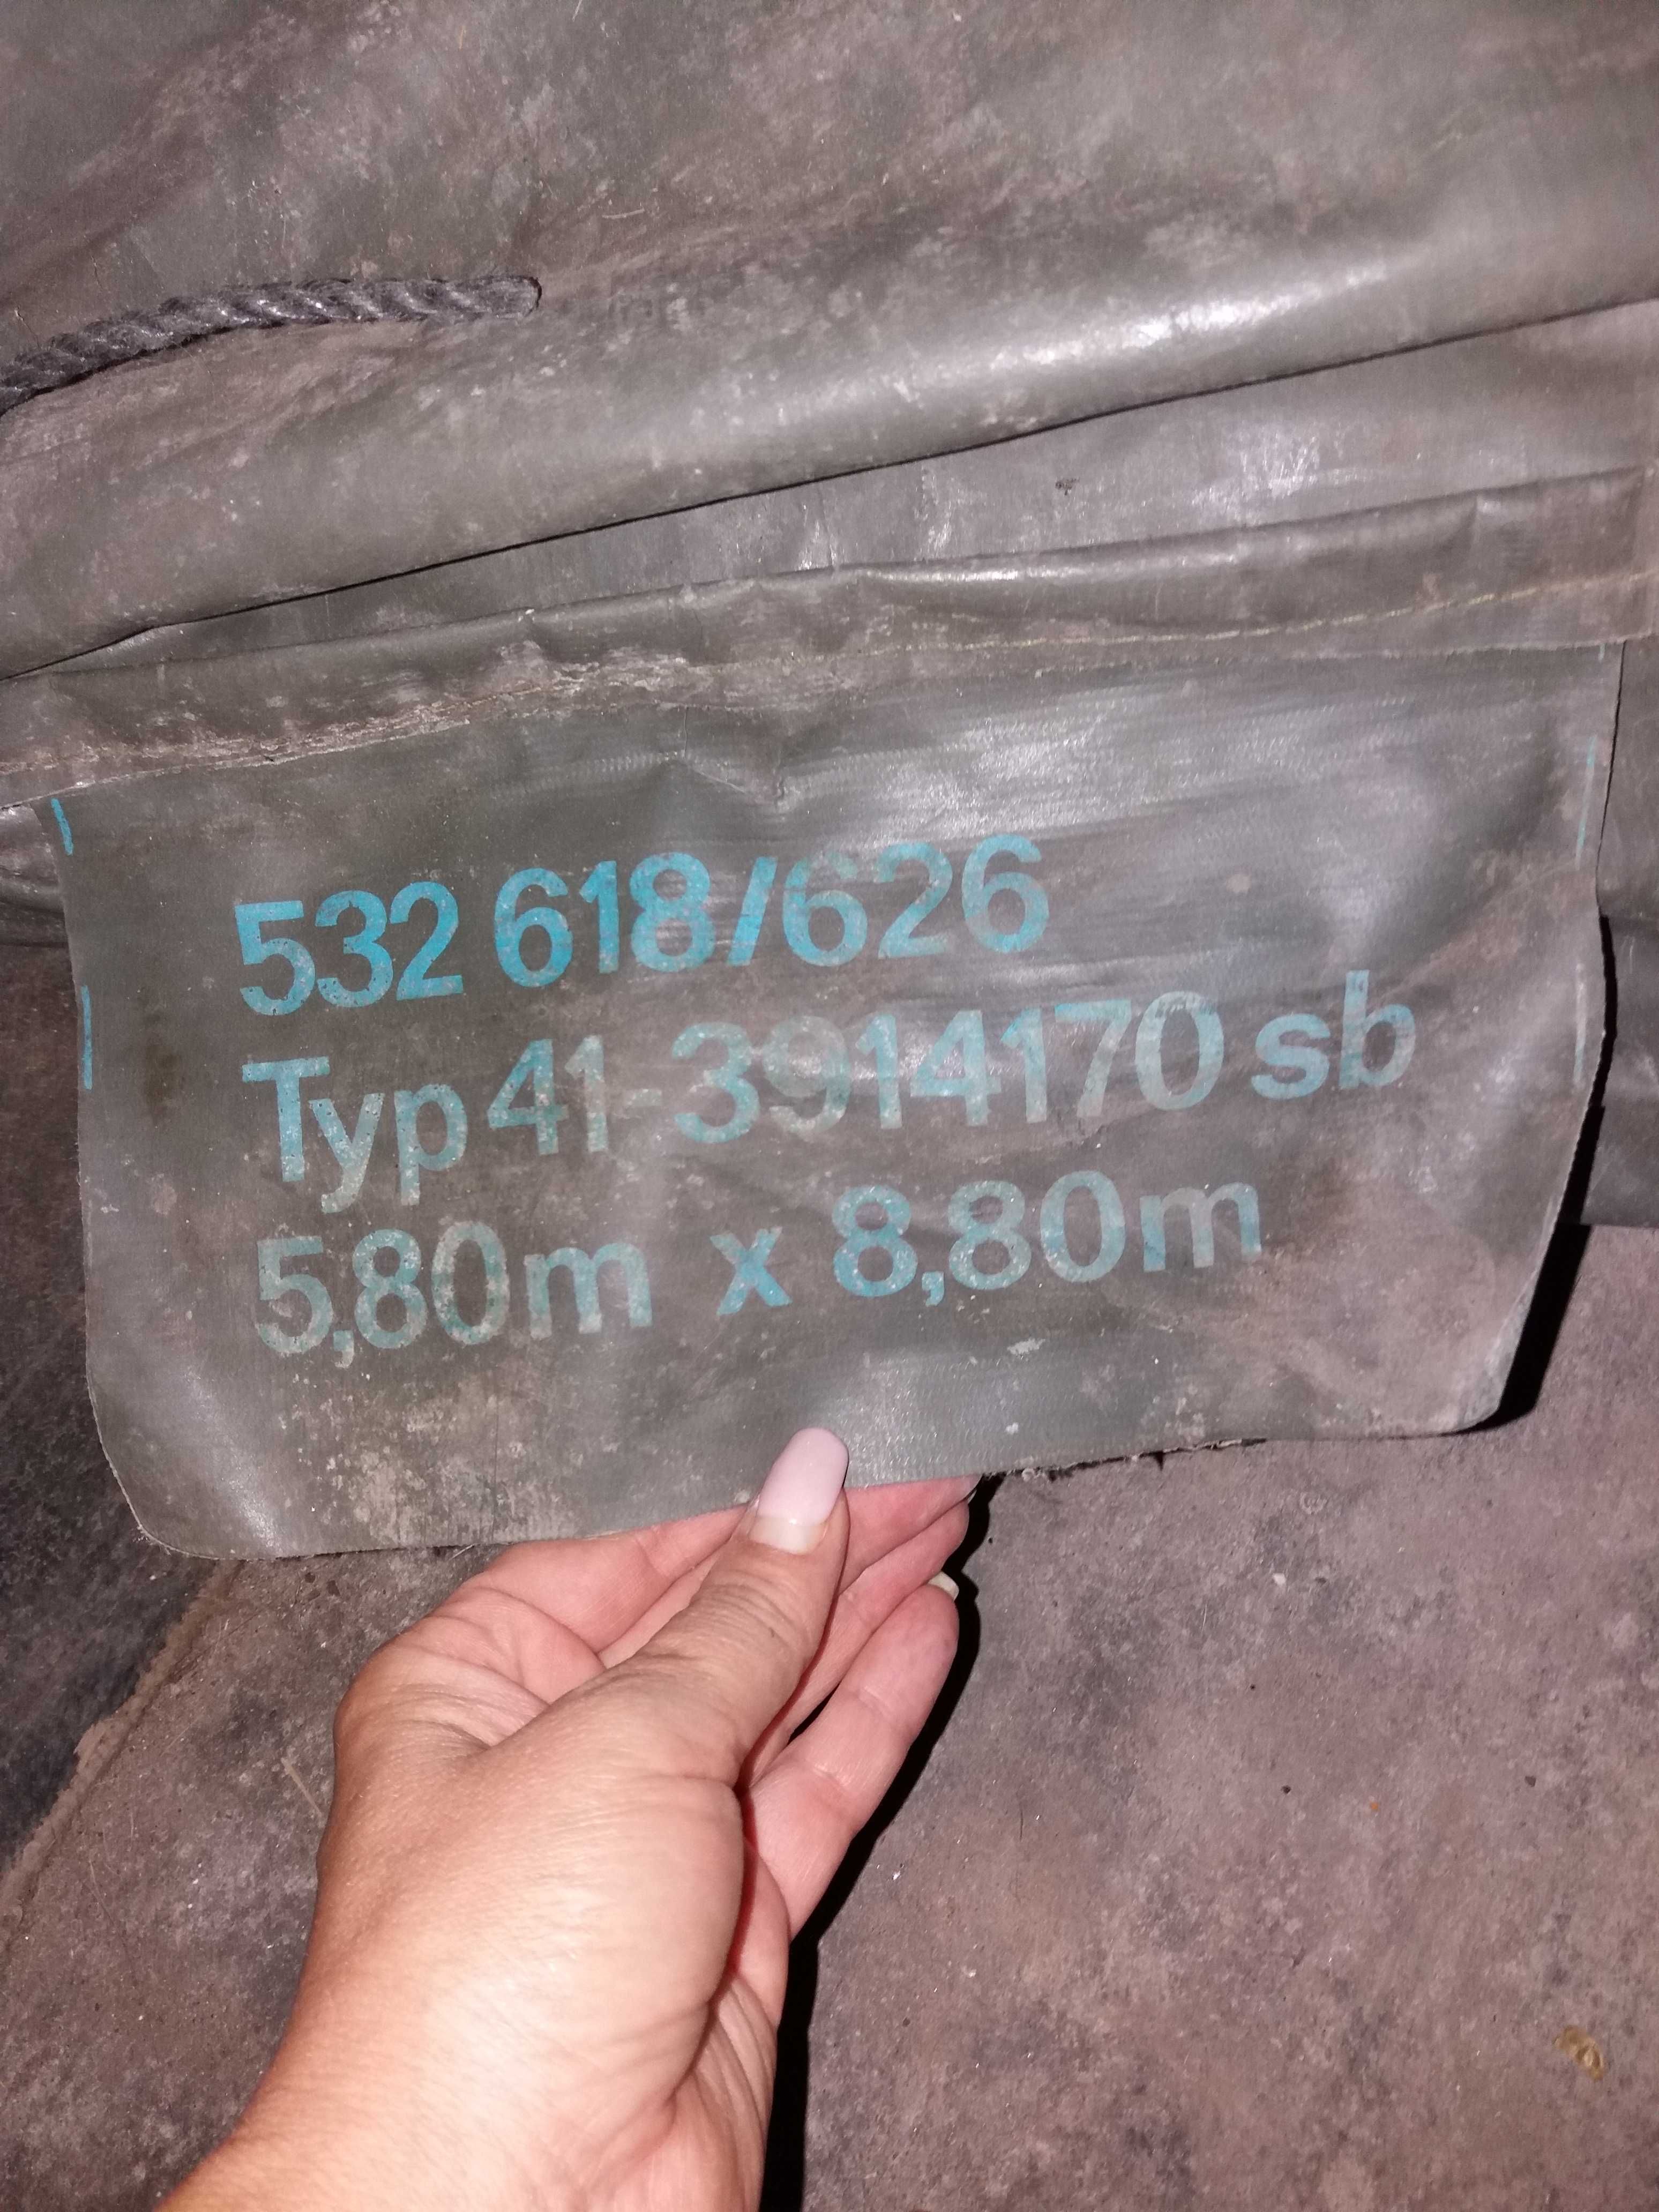 532 618/626
Typ 41-3914170 sb
5,80m x 8,80m